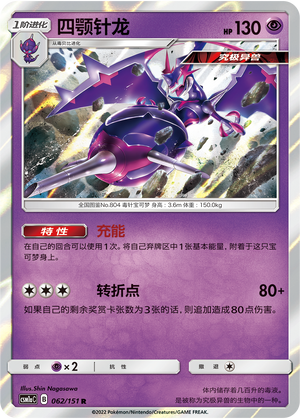 1阶进化
四颚针龙
HP 130
从毒贝比进化
究极异兽
全国图鉴No.804 毒针宝可梦 身高：3.6m 体重：150.0kg
特性 充能
在自己的回合可以使用1次。将自己弃牌区中1张基本能量，附着于这只宝
可梦身上。
转折点 80+
如果自己的剩余奖赏卡张数为3张的话，则追加造成80点伤害。
弱点 ×2 抗性 撤退
Illus.Shin Nagasawa
体内储存着几百升的毒液。
是被称为究极异兽的生物中的一种。
CSM1aC B 062/151 R
©2022 Pokémon/Nintendo/Creatures/GAME FREAK.